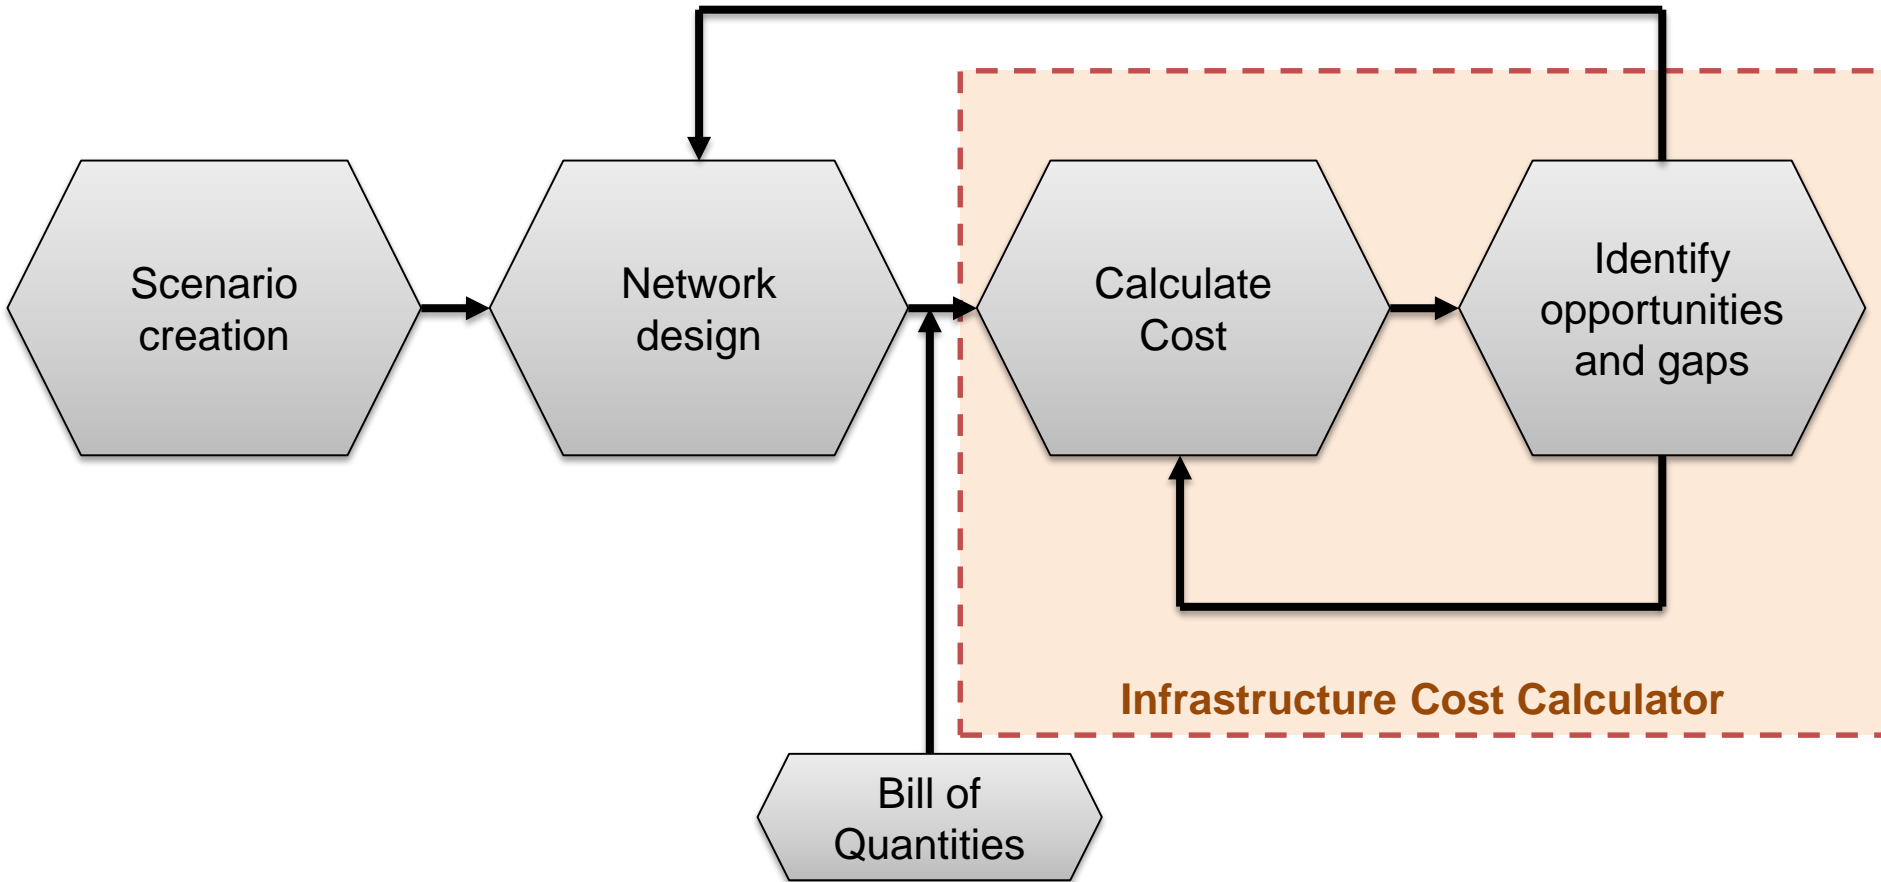 Scenario
creation
Network
design
Calculate
Cost
Identify
opportunities
and gaps
Infrastructure Cost Calculator
Bill of
Quantities